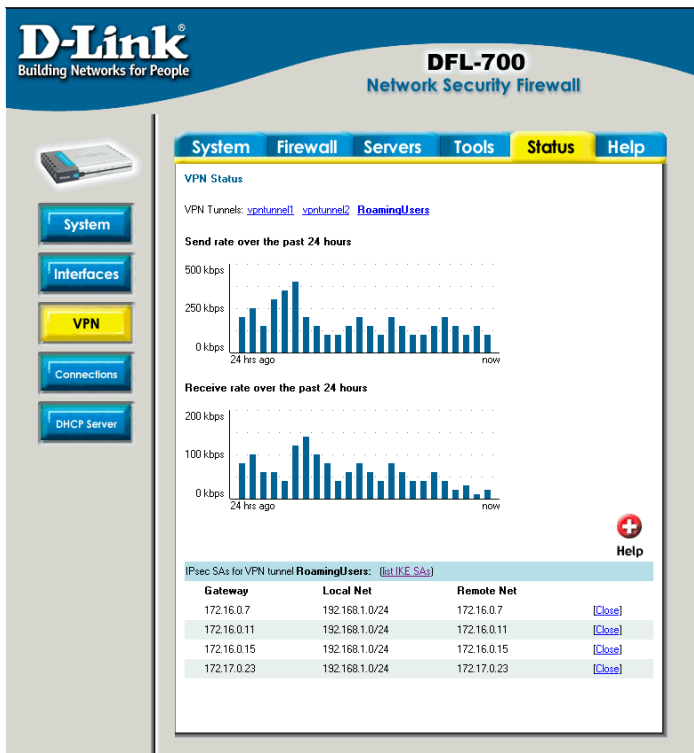 D-Link®
Building Networks for People
DFL-700
Network Security Firewall
System Firewall Servers Tools Status Help
System
Interfaces
VPN
Connections
DHCP Server
VPN Status
VPN Tunnels: vpntunnel1 vpntunnel2 RoamingUsers
Send rate over the past 24 hours
500 kbps
250 kbps
0 kbps
24 hrs ago now
Receive rate over the past 24 hours
200 kbps
100 kbps
0 kbps
24 hrs ago now
Help
IPsec SAs for VPN tunnel RoamingUsers: (list IKE SAs)
Gateway Local Net Remote Net
172.16.0.7 192.168.1.0/24 172.16.0.7 [Close]
172.16.0.11 192.168.1.0/24 172.16.0.11 [Close]
172.16.0.15 192.168.1.0/24 172.16.0.15 [Close]
172.17.0.23 192.168.1.0/24 172.17.0.23 [Close]